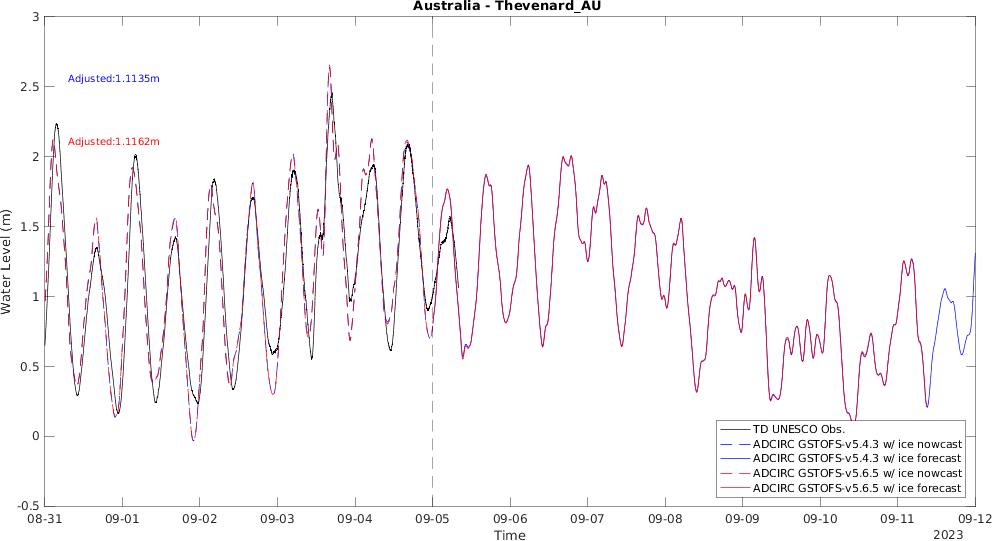 Australia - Thevenard_AU
3
2.5
2
1.5
1
0.5
0
-0.5
Water Level (m)
Adjusted:1.1135m
Adjusted:1.1162m
TD UNESCO Obs.
ADCIRC GSTOFS-v5.4.3 w/ ice nowcast
ADCIRC GSTOFS-v5.4.3 w/ ice forecast
ADCIRC GSTOFS-v5.6.5 w/ ice nowcast
ADCIRC GSTOFS-v5.6.5 w/ ice forecast
08-31 09-01 09-02 09-03 09-04 09-05 09-06 09-07 09-08 09-09 09-10 09-11 09-12
Time
2023